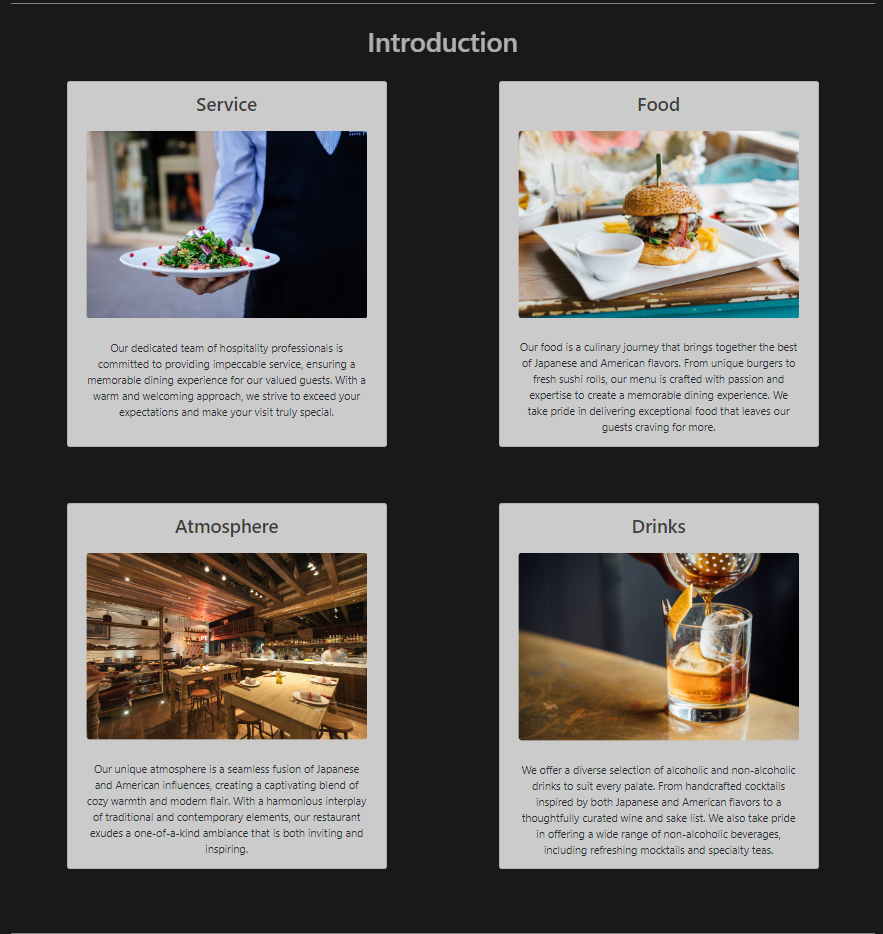 Introduction
Service
Our dedicated team of hospitality professionals is
committed to providing impeccable service, ensuring a
memorable dining experience for our valued guests. With a
warm and welcoming approach, we strive to exceed your
expectations and make your visit truly special.
Food
Our food is a culinary journey that brings together the best
of Japanese and American flavors. From unique burgers to
fresh sushi rolls, our menu is crafted with passion and
expertise to create a memorable dining experience. We
take pride in delivering exceptional food that leaves our
guests craving for more.
Atmosphere
Our unique atmosphere is a seamless fusion of Japanese
and American influences, creating a captivating blend of
cozy warmth and modern flair. With a harmonious interplay
of traditional and contemporary elements, our restaurant
exudes a one-of-a-kind ambiance that is both inviting and
inspiring.
Drinks
We offer a diverse selection of alcoholic and non-alcoholic
drinks to suit every palate. From handcrafted cocktails
inspired by both Japanese and American flavors to a
thoughtfully curated wine and sake list. We also take pride
in offering a wide range of non-alcoholic beverages,
including refreshing mocktails and specialty teas.